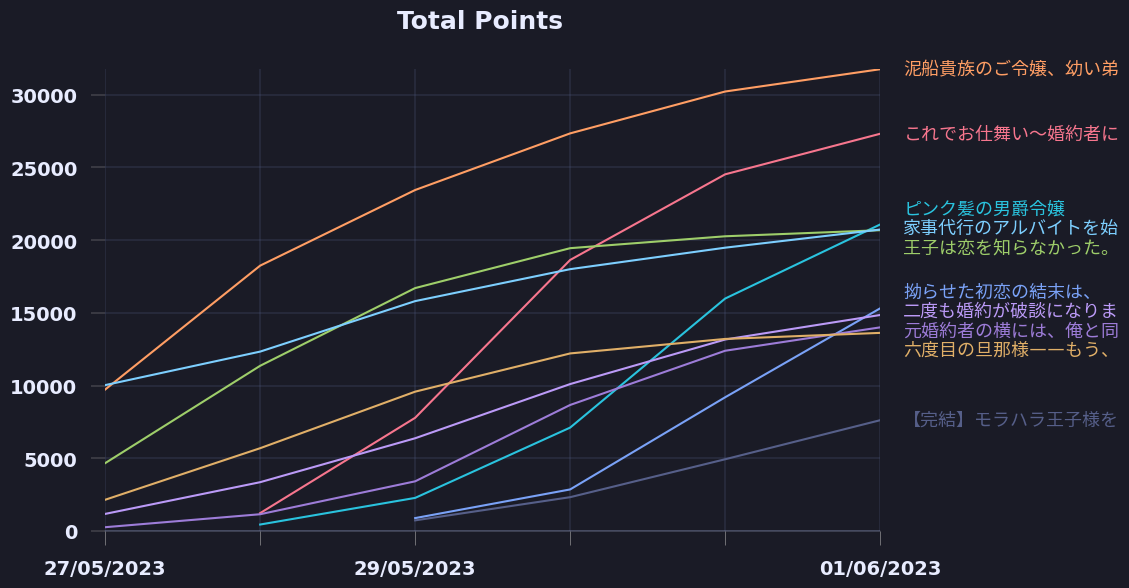 Total Points
30000
25000
20000
15000
10000
5000
0
27/05/2023
29/05/2023
01/06/2023
泥船貴族のご令嬢、幼い弟
これでお仕舞い～婚約者に
ピンク髪の男爵令嬢
家事代行のアルバイトを始
王子は恋を知らなかった。
拗らせた初恋の結末は、
二度も婚約が破談になりま
元婚約者の横には、俺と同
六度目の旦那様――もう、
【完結】モラハラ王子様を